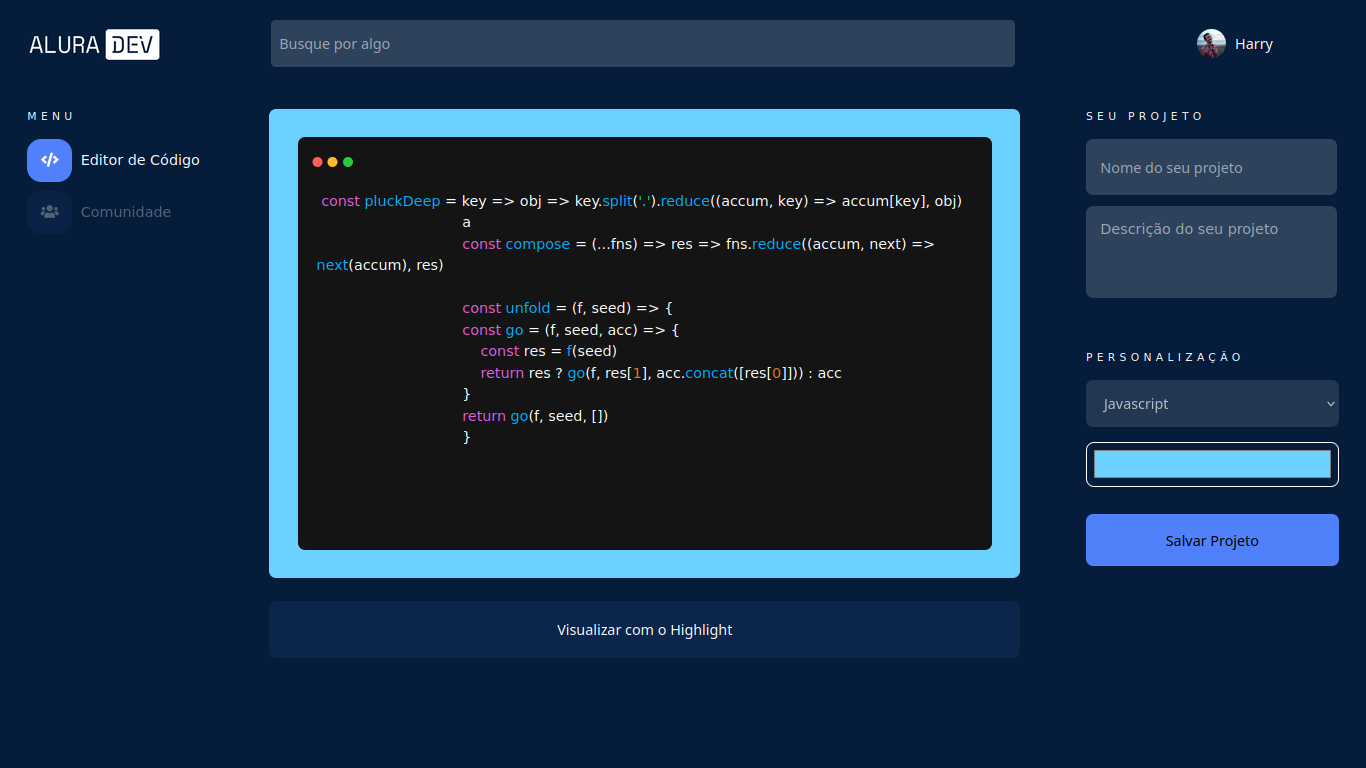 ALURA DEV
Busque por algo
Harry
MENU
Editor de Código
Comunidade
const pluckDeep = key => obj => key.split('.').reduce((accum, key) => accum[key], obj)
a
const compose = (...fns) => res => fns.reduce((accum, next) =>
next(accum), res)
const unfold = (f, seed) => {
const go = (f, seed, acc) => {
const res = f(seed)
return res ? go(f, res[1], acc.concat([res[0]])) : acc
}
return go(f, seed, [])
}
Visualizar com o Highlight
SEU PROJETO
Nome do seu projeto
Descrição do seu projeto
PERSONALIZAÇÃO
Javascript
Salvar Projeto